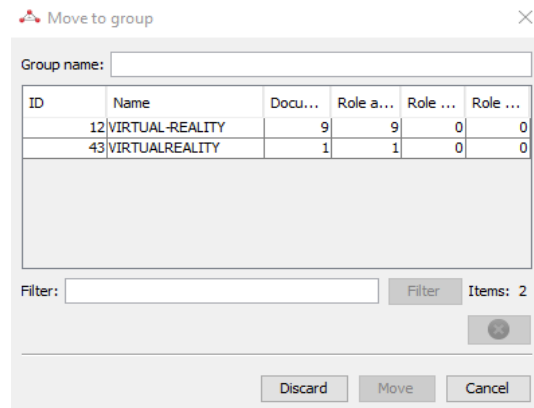 Move to group
Group name:
ID Name Docu... Role a... Role ... Role ...
12 VIRTUAL-REALITY 9 9 0 0
43 VIRTUALREALITY 1 1 0 0
Filter: Filter Items: 2
Discard Move Cancel